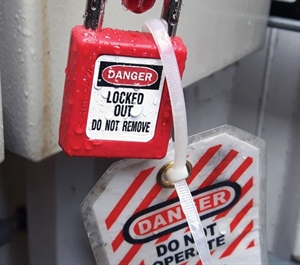 DANGER
LOCKED
OUT
DO NOT REMOVE
DANGER
DO NOT
OPERATE